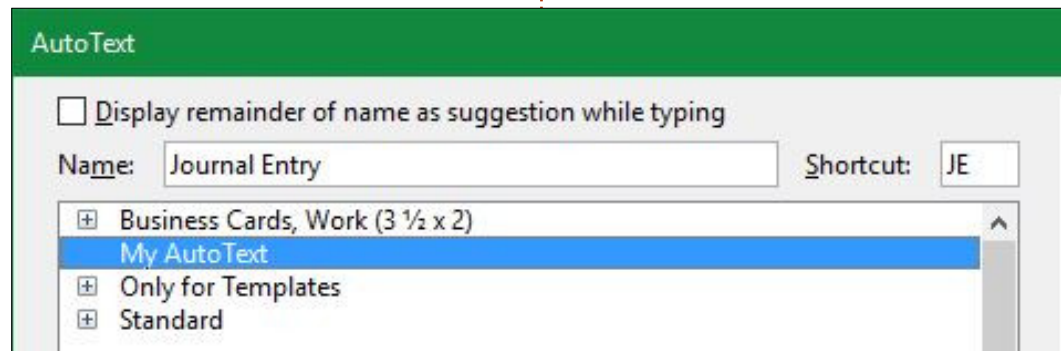 AutoText
Display remainder of name as suggestion while typing
Name: Journal Entry Shortcut: JE
Business Cards, Work (3 ½ x 2)
My AutoText
Only for Templates
Standard